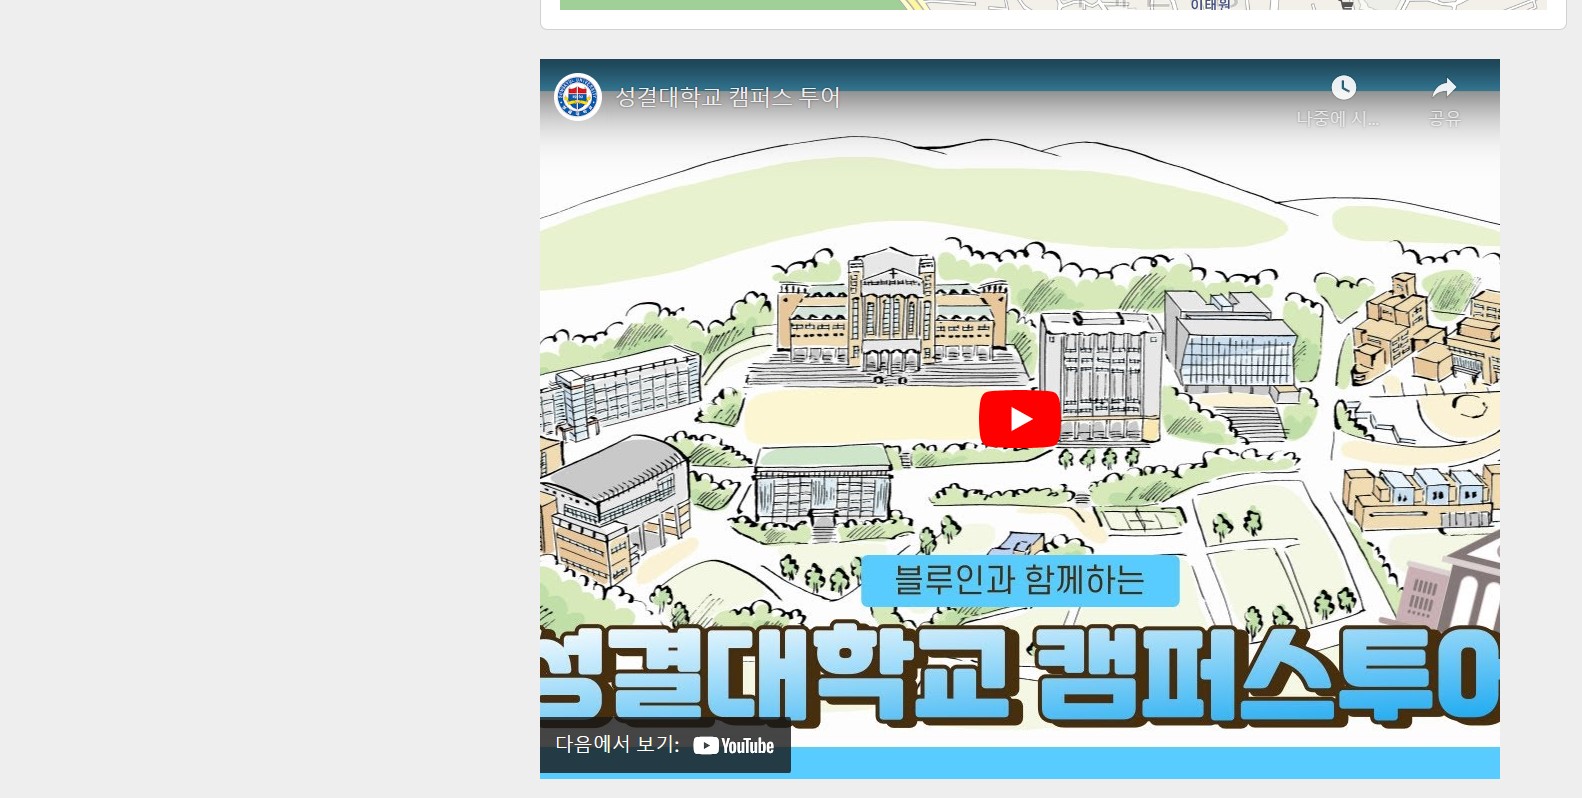 이태원
성결대학교 캠퍼스 투어
나중에 시...
공유
블루인과 함께하는
성결대학교 캠퍼스투어
다음에서 보기: YouTube